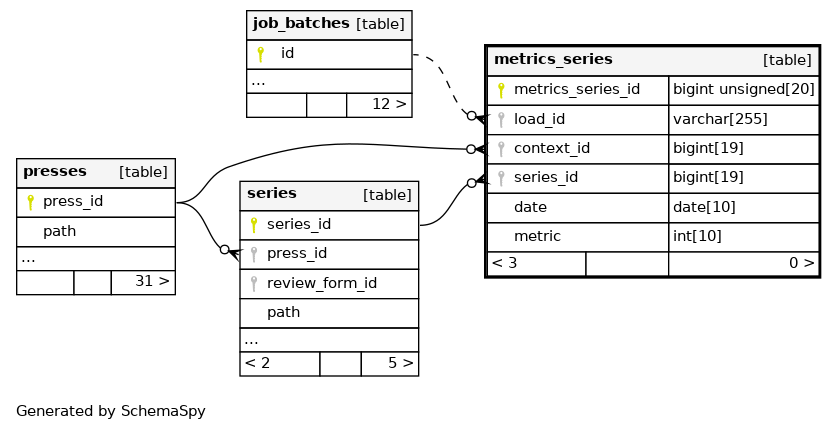 job_batches [table]
id
...
12 >
metrics_series [table]
metrics_series_id bigint unsigned[20]
load_id varchar[255]
context_id bigint[19]
series_id bigint[19]
date date[10]
metric int[10]
< 3 0 >
presses [table]
press_id
path
...
31 >
series [table]
series_id
press_id
review_form_id
path
...
< 2 5 >
Generated by SchemaSpy